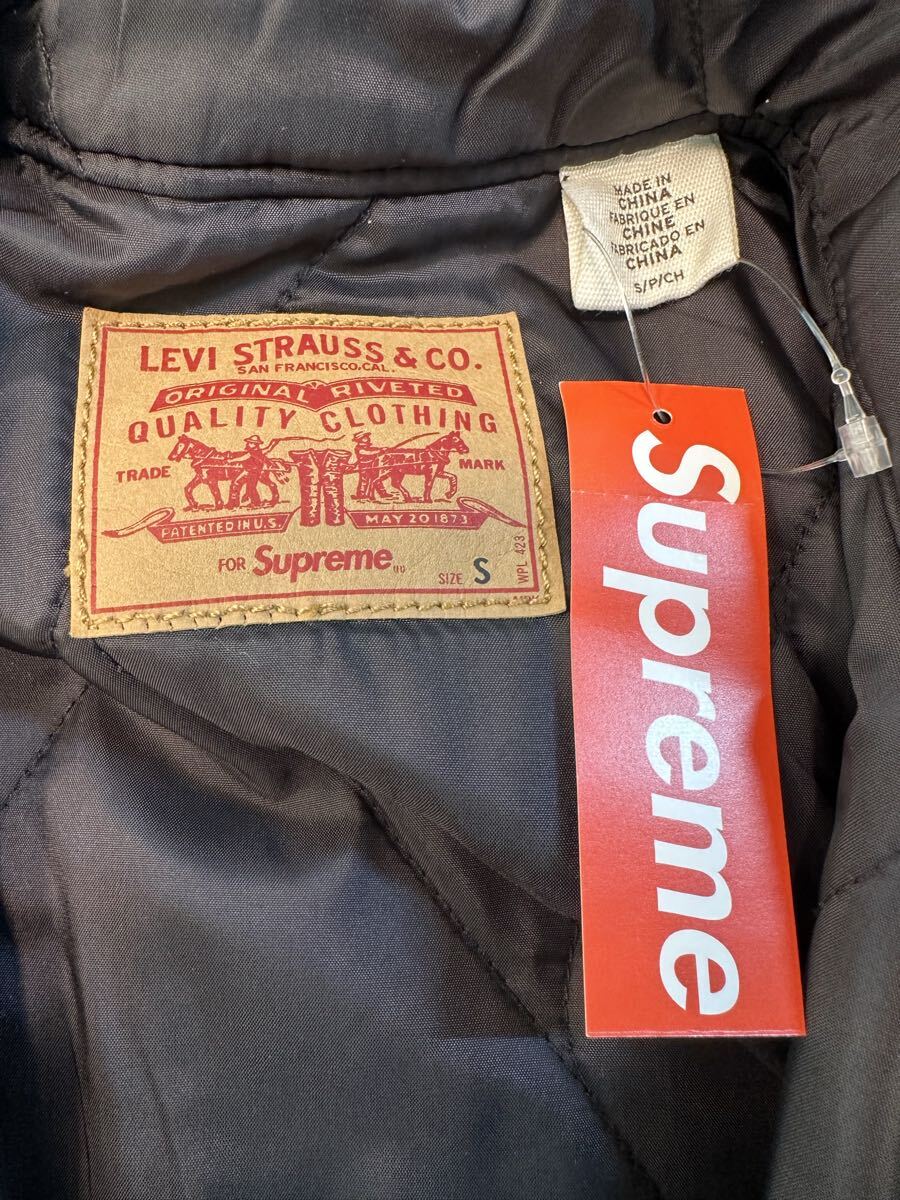 MADE IN
CHINA
FABRIQUE EN
CHINE
FABRICADO EN
CHINA
S/P/CH
LEVI STRAUSS & CO.
SAN FRANCISCO, CAL.
ORIGINAL RIVETED
QUALITY CLOTHING
TRADE MARK
PATENTED IN U.S. MAY 20 1873
FOR Supreme
SIZE S
WPL 423
Supreme